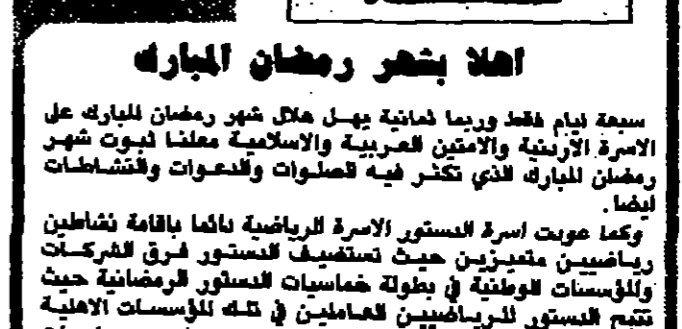 اهلا بشهر رمضان المبارك
سبعة ايام فقط وربما ثمانية يهل هلال شهر رمضان المبارك على
الاسرة الاردنية والامتين العربية والاسلامية معلنا ثبوت شهر
رمضان المبارك الذي تكثر فيه الصلوات والدعوات والنشاطات
ايضا .
وكما عودت اسرة الدستور الاسرة الرياضية دائما باقامة نشاطين
رياضيين متميزين حيث تستضيف الدستور فرق الشركات
وللمؤسسات الوطنية في بطولة خماسيات الدستور الرمضانية حيث
تتيح الدستور للرياضيين العاملين في تلك المؤسسات الاهلية